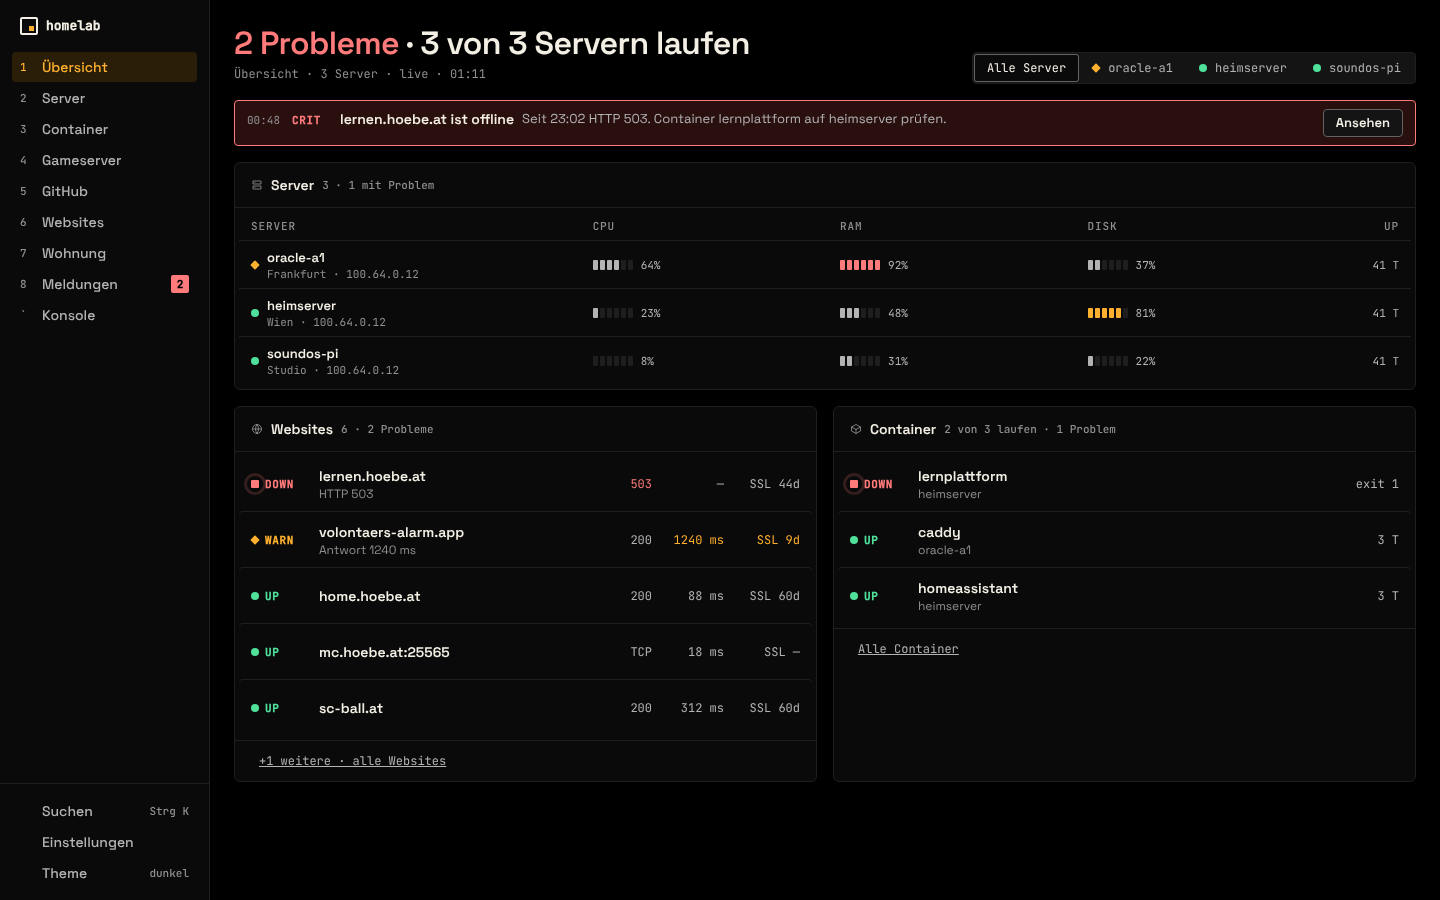 homelab
1 Übersicht
2 Server
3 Container
4 Gameserver
5 GitHub
6 Websites
7 Wohnung
8 Meldungen 2
` Konsole
Suchen Strg K
Einstellungen
Theme dunkel
2 Probleme · 3 von 3 Servern laufen
Übersicht · 3 Server · live · 01:11
Alle Server oracle-a1 heimserver soundos-pi
00:48 CRIT lernen.hoebe.at ist offline Seit 23:02 HTTP 503. Container lernplattform auf heimserver prüfen. Ansehen
Server 3 · 1 mit Problem
SERVER CPU RAM DISK UP
oracle-a1
Frankfurt · 100.64.0.12
64% 92% 37% 41 T
heimserver
Wien · 100.64.0.12
23% 48% 81% 41 T
soundos-pi
Studio · 100.64.0.12
8% 31% 22% 41 T
Websites 6 · 2 Probleme
DOWN lernen.hoebe.at 503 — SSL 44d
HTTP 503
WARN volontaers-alarm.app 200 1240 ms SSL 9d
Antwort 1240 ms
UP home.hoebe.at 200 88 ms SSL 60d
UP mc.hoebe.at:25565 TCP 18 ms SSL —
UP sc-ball.at 200 312 ms SSL 60d
+1 weitere · alle Websites
Container 2 von 3 laufen · 1 Problem
DOWN lernplattform exit 1
heimserver
UP caddy 3 T
oracle-a1
UP homeassistant 3 T
heimserver
Alle Container